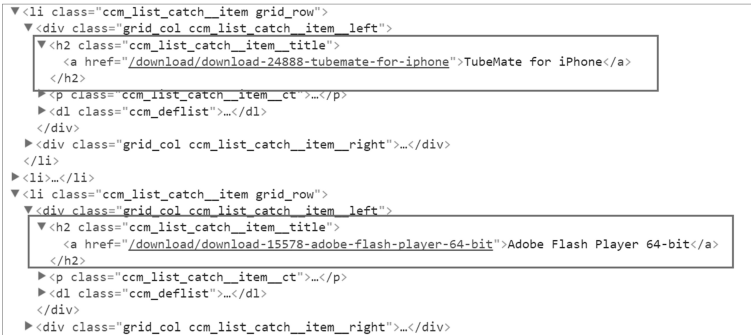 ▼<li class="ccm_list_catch__item grid_row">
▼<div class="grid_col ccm_list_catch__item__left">
▼<h2 class="ccm_list_catch__item__title">
<a href="/download/download-24888-tubemate-for-iphone">TubeMate for iPhone</a>
</h2>
▶<p class="ccm_list_catch__item__ct">…</p>
▶<dl class="ccm_deflist">…</dl>
</div>
▶<div class="grid_col ccm_list_catch__item__right">…</div>
</li>
▶<li>…</li>
▼<li class="ccm_list_catch__item grid_row">
▼<div class="grid_col ccm_list_catch__item__left">
▼<h2 class="ccm_list_catch__item__title">
<a href="/download/download-15578-adobe-flash-player-64-bit">Adobe Flash Player 64-bit</a>
</h2>
▶<p class="ccm_list_catch__item__ct">…</p>
▶<dl class="ccm_deflist">…</dl>
</div>
▶<div class="grid_col ccm_list_catch__item__right">…</div>